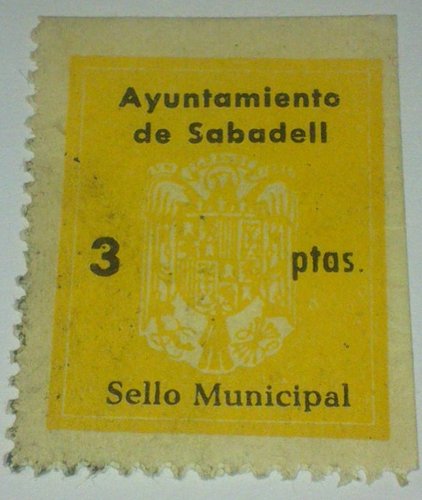 Ayuntamiento
de Sabadell
3 ptas.
Sello Municipal